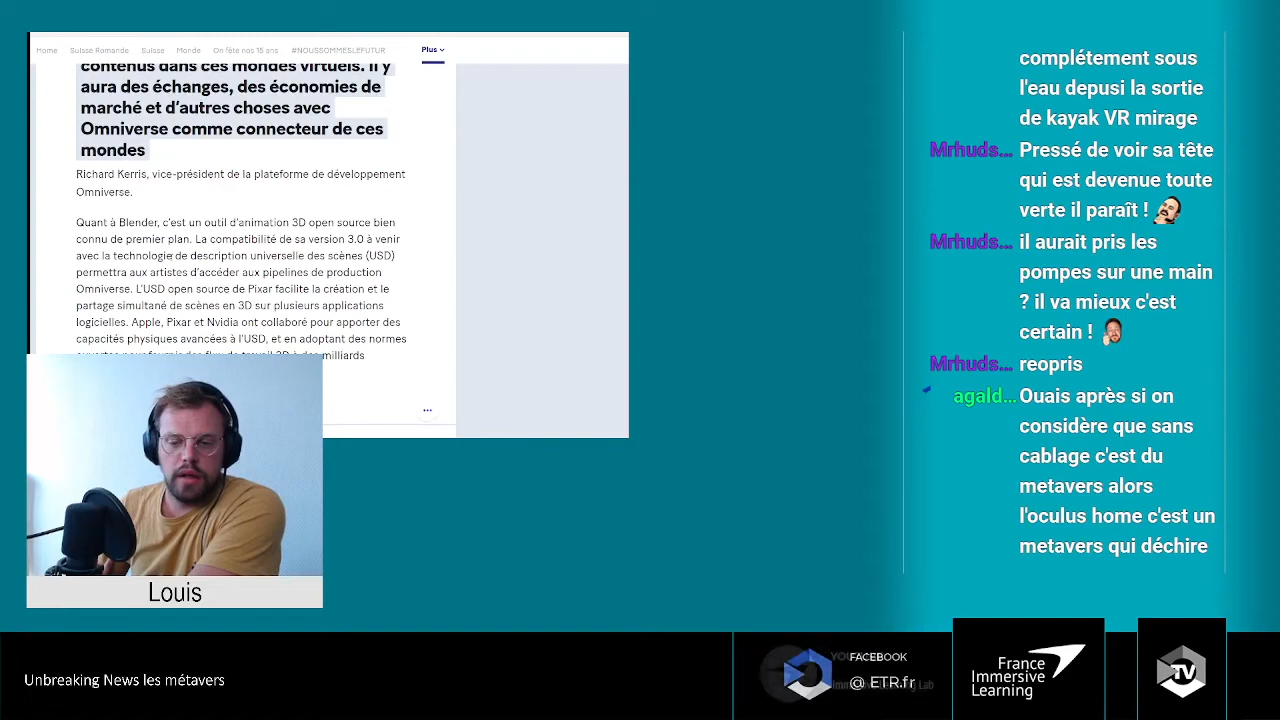 Home Suisse Romande Suisse Monde On fête nos 15 ans #NOUSSOMMESLEFUTUR Plus
contenus dans ces mondes virtuels. Il y
aura des échanges, des économies de
marché et d'autres choses avec
Omniverse comme connecteur de ces
mondes
Richard Kerris, vice-président de la plateforme de développement
Omniverse.
Quant à Blender, c'est un outil d'animation 3D open source bien
connu de premier plan. La compatibilité de sa version 3.0 à venir
avec la technologie de description universelle des scènes (USD)
permettra aux artistes d'accéder aux pipelines de production
Omniverse. L'USD open source de Pixar facilite la création et le
partage simultané de scènes en 3D sur plusieurs applications
logicielles. Apple, Pixar et Nvidia ont collaboré pour apporter des
capacités physiques avancées à l'USD, et en adoptant des normes
milliards
Louis
complétement sous
l'eau depusi la sortie
de kayak VR mirage
Mrhuds... Pressé de voir sa tête
qui est devenue toute
verte il paraît !
Mrhuds... il aurait pris les
pompes sur une main
? il va mieux c'est
certain !
Mrhuds... reopris
agald... Ouais après si on
considère que sans
cablage c'est du
metavers alors
l'oculus home c'est un
metavers qui déchire
Unbreaking News les métavers
FACEBOOK
@ ETR.fr
France
Immersive
Learning
TV